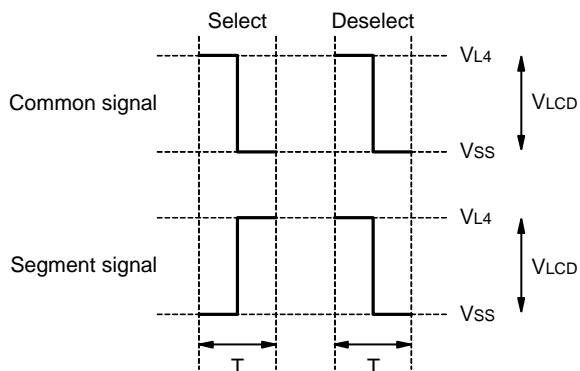 Select Deselect
VL4
Common signal
VLCD
VSS
VL4
Segment signal
VLCD
VSS
T T